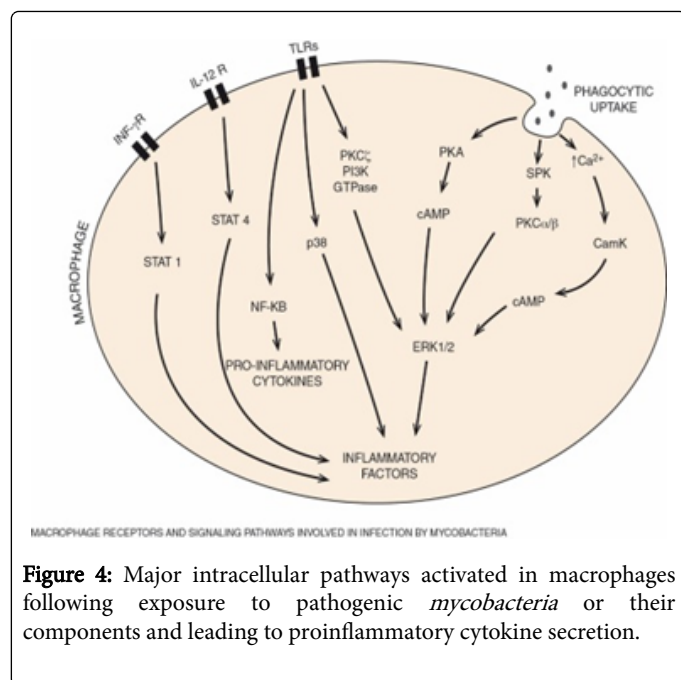 TLRs
IL-12 R
INF-γR
PHAGOCYTIC
UPTAKE
MACROPHAGE
PKCζ
PI3K
GTPase
PKA
SPK
↑Ca²⁺
STAT 4
cAMP
PKCα/β
p38
CamK
STAT 1
NF-KB
cAMP
ERK1/2
PRO-INFLAMMATORY
CYTOKINES
INFLAMMATORY
FACTORS
MACROPHAGE RECEPTORS AND SIGNALING PATHWAYS INVOLVED IN INFECTION BY MYCOBACTERIA
Figure 4: Major intracellular pathways activated in macrophages
following exposure to pathogenic mycobacteria or their
components and leading to proinflammatory cytokine secretion.